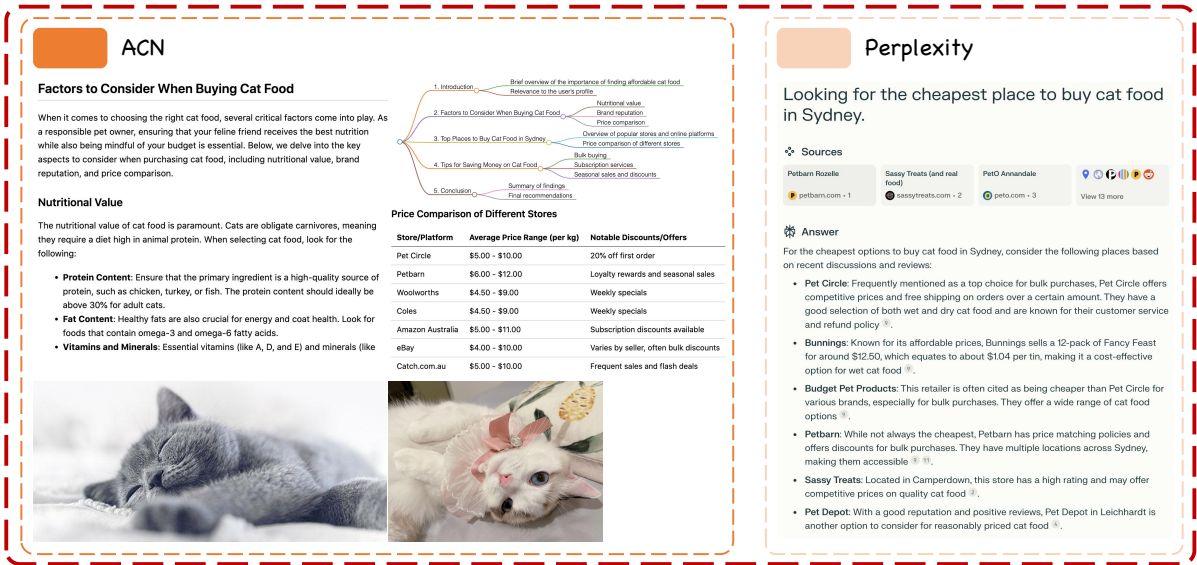 ACN
Factors to Consider When Buying Cat Food
When it comes to choosing the right cat food, several critical factors come into play. As
a responsible pet owner, ensuring that your feline friend receives the best nutrition
while also being mindful of your budget is essential. Below, we delve into the key
aspects to consider when purchasing cat food, including nutritional value, brand
reputation, and price comparison.
Nutritional Value
The nutritional value of cat food is paramount. Cats are obligate carnivores, meaning
they require a diet high in animal protein. When selecting cat food, look for the
following:
• Protein Content: Ensure that the primary ingredient is a high-quality source of
protein, such as chicken, turkey, or fish. The protein content should ideally be
above 30% for adult cats.
• Fat Content: Healthy fats are also crucial for energy and coat health. Look for
foods that contain omega-3 and omega-6 fatty acids.
• Vitamins and Minerals: Essential vitamins (like A, D, and E) and minerals (like
1. Introduction
Brief overview of the importance of finding affordable cat food
Relevance to the user's profile
2. Factors to Consider When Buying Cat Food
Nutritional value
Brand reputation
Price comparison
3. Top Places to Buy Cat Food in Sydney
Overview of popular stores and online platforms
Price comparison of different stores
4. Tips for Saving Money on Cat Food
Bulk buying
Subscription services
Seasonal sales and discounts
5. Conclusion
Summary of findings
Final recommendations
Price Comparison of Different Stores
Store/Platform Average Price Range (per kg) Notable Discounts/Offers
Pet Circle $5.00 - $10.00 20% off first order
Petbarn $6.00 - $12.00 Loyalty rewards and seasonal sales
Woolworths $4.50 - $9.00 Weekly specials
Coles $4.50 - $9.00 Weekly specials
Amazon Australia $5.00 - $11.00 Subscription discounts available
eBay $4.00 - $10.00 Varies by seller, often bulk discounts
Catch.com.au $5.00 - $10.00 Frequent sales and flash deals
Perplexity
Looking for the cheapest place to buy cat food
in Sydney.
Sources
Petbarn Rozelle
petbarn.com • 1
Sassy Treats (and real
food)
sassytreats.com • 2
PetO Annandale
peto.com • 3
View 13 more
Answer
For the cheapest options to buy cat food in Sydney, consider the following places based
on recent discussions and reviews:
• Pet Circle: Frequently mentioned as a top choice for bulk purchases, Pet Circle offers
competitive prices and free shipping on orders over a certain amount. They have a
good selection of both wet and dry cat food and are known for their customer service
and refund policy
• Bunnings: Known for its affordable prices, Bunnings sells a 12-pack of Fancy Feast
for around $12.50, which equates to about $1.04 per tin, making it a cost-effective
option for wet cat food
• Budget Pet Products: This retailer is often cited as being cheaper than Pet Circle for
various brands, especially for bulk purchases. They offer a wide range of cat food
options
• Petbarn: While not always the cheapest, Petbarn has price matching policies and
offers discounts for bulk purchases. They have multiple locations across Sydney,
making them accessible
• Sassy Treats: Located in Camperdown, this store has a high rating and may offer
competitive prices on quality cat food
• Pet Depot: With a good reputation and positive reviews, Pet Depot in Leichhardt is
another option to consider for reasonably priced cat food